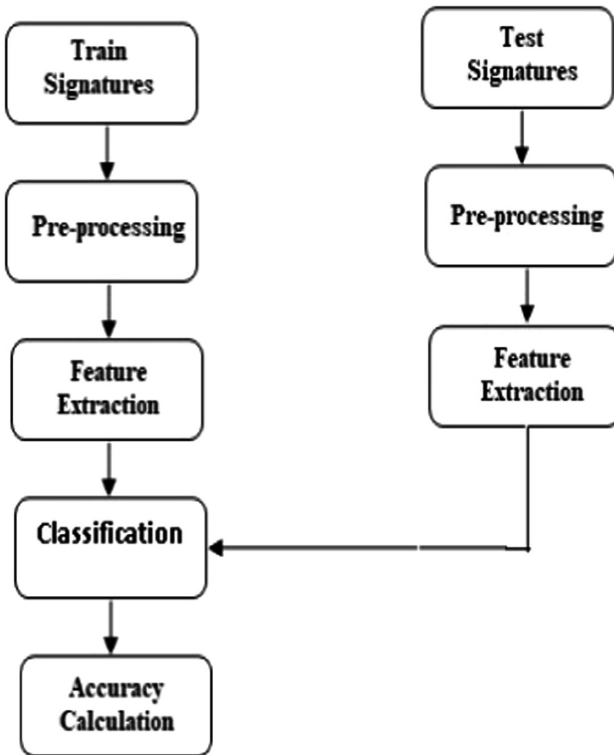 Train
Signatures
Pre-processing
Feature
Extraction
Classification
Accuracy
Calculation
Test
Signatures
Pre-processing
Feature
Extraction